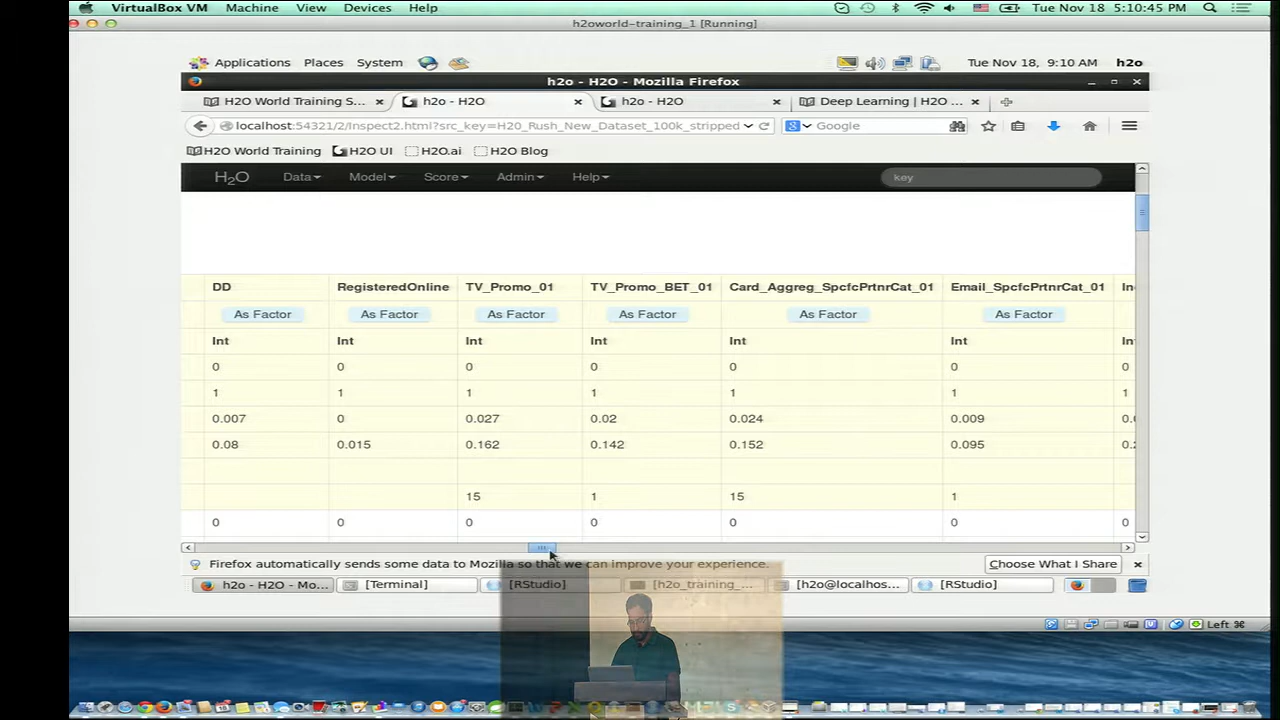 VirtualBox VM Machine View Devices Help Tue Nov 18 5:10:45 PM
h2oworld-training_1 [Running]
Applications Places System Tue Nov 18, 9:10 AM h2o
h2o - H2O - Mozilla Firefox
H2O World Training S... h2o - H2O h2o - H2O Deep Learning | H2O ...
localhost:54321/2/Inspect2.html?src_key=H2O_Rush_New_Dataset_100k_stripped Google
H2O World Training H2O UI H2O.ai H2O Blog
H2O Data Model Score Admin Help key
DD RegisteredOnline TV_Promo_01 TV_Promo_BET_01 Card_Aggreg_SpcfcPrtnrCat_01 Email_SpcfcPrtnrCat_01
As Factor As Factor As Factor As Factor As Factor As Factor
Int Int Int Int Int Int Int
0 0 0 0 0 0 0
1 1 1 1 1 1 1
0.007 0 0.027 0.02 0.024 0.009
0.08 0.015 0.162 0.142 0.152 0.095
15 1 15 1
0 0 0 0 0 0 0
Firefox automatically sends some data to Mozilla so that we can improve your experience. Choose What I Share
h2o - H2O - Mo... [Terminal] [RStudio] [h2o_training_... [h2o@localhos... [RStudio]
Left ⌘